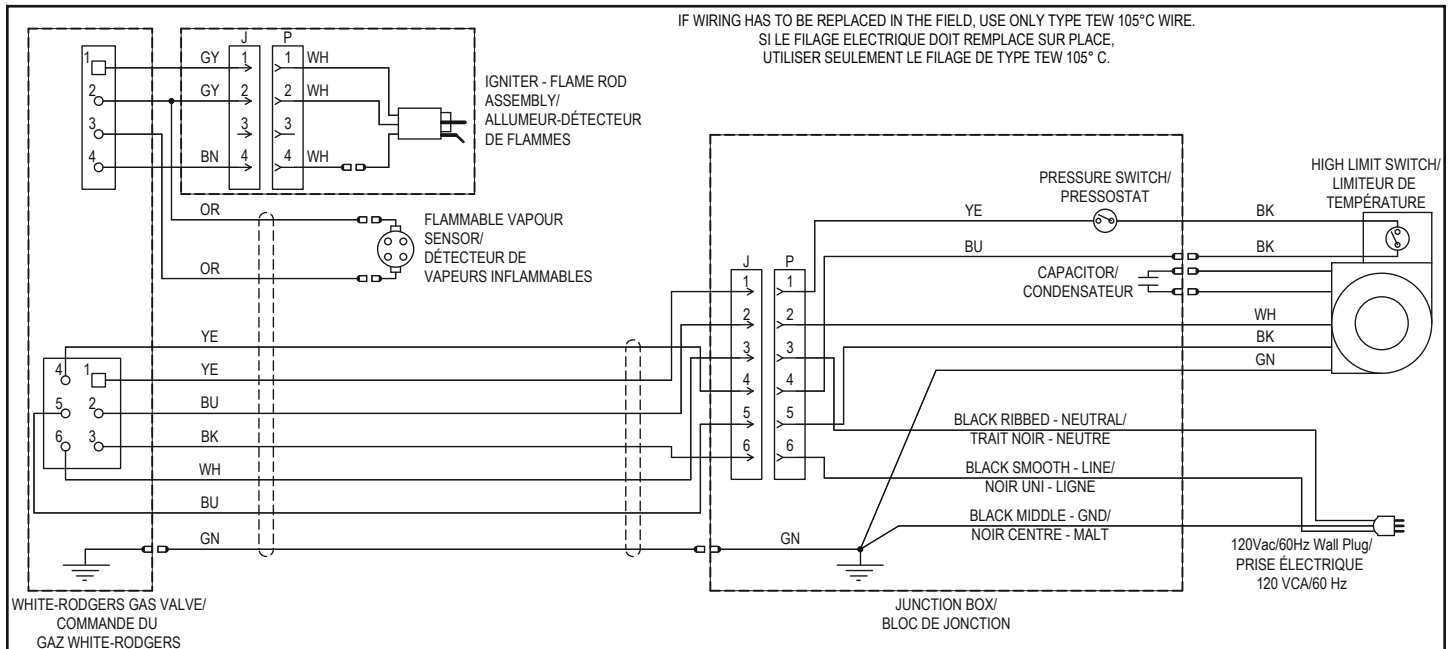 IF WIRING HAS TO BE REPLACED IN THE FIELD, USE ONLY TYPE TEW 105°C WIRE.
SI LE FILAGE ELECTRIQUE DOIT REMPLACE SUR PLACE,
UTILISER SEULEMENT LE FILAGE DE TYPE TEW 105° C.
J P
1 GY 1 1 WH
2 GY 2 2 WH
3 3 3
4 BN 4 4 WH
IGNITER - FLAME ROD
ASSEMBLY/
ALLUMEUR-DÉTECTEUR
DE FLAMMES
OR
OR
FLAMMABLE VAPOUR
SENSOR/
DÉTECTEUR DE
VAPEURS INFLAMMABLES
PRESSURE SWITCH/
PRESSOSTAT
HIGH LIMIT SWITCH/
LIMITEUR DE
TEMPÉRATURE
YE
BK
BU
BK
CAPACITOR/
CONDENSATEUR
J P
1 1
2 2
3 3
4 4
5 5
6 6
WH
BK
GN
4 1
5 2
6 3
YE
YE
BU
BK
WH
BU
GN
GN
BLACK RIBBED - NEUTRAL/
TRAIT NOIR - NEUTRE
BLACK SMOOTH - LINE/
NOIR UNI - LIGNE
BLACK MIDDLE - GND/
NOIR CENTRE - MALT
120Vac/60Hz Wall Plug/
PRISE ÉLECTRIQUE
120 VCA/60 Hz
WHITE-RODGERS GAS VALVE/
COMMANDE DU
GAZ WHITE-RODGERS
JUNCTION BOX/
BLOC DE JONCTION